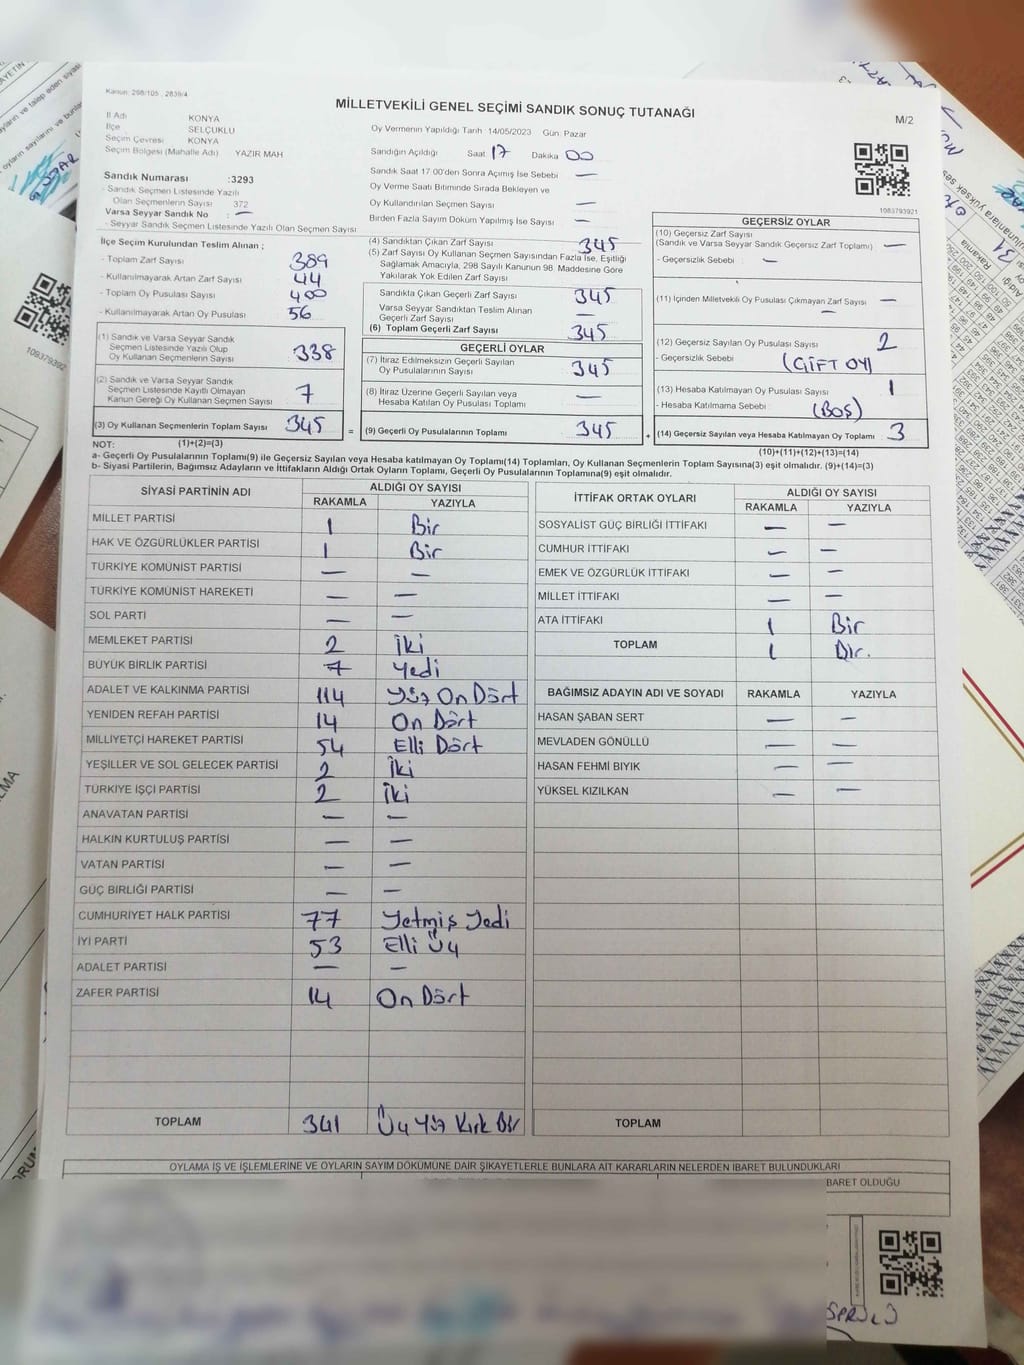 Kanun: 298/105 , 2839/4
MİLLETVEKİLİ GENEL SEÇİMİ SANDIK SONUÇ TUTANAĞI
M/2
İl Adı KONYA
İlçe SELÇUKLU
Seçim Çevresi KONYA
Seçim Bölgesi (Mahalle Adı) YAZIR MAH
Sandık Numarası :3293
- Sandık Seçmen Listesinde Yazılı
Olan Seçmenlerin Sayısı 372
Varsa Seyyar Sandık No : —
- Seyyar Sandık Seçmen Listesinde Yazılı Olan Seçmen Sayısı
Oy Vermenin Yapıldığı Tarih 14/05/2023 Gün: Pazar
Sandığın Açıldığı Saat 17 Dakika 00
Sandık Saat 17.00'den Sonra Açılmış İse Sebebi —
Oy Verme Saati Bitiminde Sırada Bekleyen ve
Oy Kullandırılan Seçmen Sayısı —
Birden Fazla Sayım Döküm Yapılmış İse Sayısı —
1083793921
İlçe Seçim Kurulundan Teslim Alınan ;
- Toplam Zarf Sayısı 389
- Kullanılmayarak Artan Zarf Sayısı 44
- Toplam Oy Pusulası Sayısı 400
- Kullanılmayarak Artan Oy Pusulası 56
(1) Sandık ve Varsa Seyyar Sandık
Seçmen Listesinde Yazılı Olup
Oy Kullanan Seçmenlerin Sayısı 338
(2) Sandık ve Varsa Seyyar Sandık
Seçmen Listesinde Kayıtlı Olmayan
Kanun Gereği Oy Kullanan Seçmen Sayısı 7
(3) Oy Kullanan Seçmenlerin Toplam Sayısı 345
(4) Sandıktan Çıkan Zarf Sayısı 345
(5) Zarf Sayısı Oy Kullanan Seçmen Sayısından Fazla İse, Eşitliği
Sağlamak Amacıyla, 298 Sayılı Kanunun 98. Maddesine Göre
Yakılarak Yok Edilen Zarf Sayısı
Sandıkta Çıkan Geçerli Zarf Sayısı 345
Varsa Seyyar Sandıktan Teslim Alınan
Geçerli Zarf Sayısı —
(6) Toplam Geçerli Zarf Sayısı 345
GEÇERLİ OYLAR
(7) İtiraz Edilmeksizin Geçerli Sayılan
Oy Pusulalarının Sayısı 345
(8) İtiraz Üzerine Geçerli Sayılan veya
Hesaba Katılan Oy Pusulası Toplamı —
= (9) Geçerli Oy Pusulalarının Toplamı 345
GEÇERSİZ OYLAR
(10) Geçersiz Zarf Sayısı
(Sandık ve Varsa Seyyar Sandık Geçersiz Zarf Toplamı) —
- Geçersizlik Sebebi —
(11) İçinden Milletvekili Oy Pusulası Çıkmayan Zarf Sayısı —
—
(12) Geçersiz Sayılan Oy Pusulası Sayısı 2
- Geçersizlik Sebebi (ÇİFT OY)
(13) Hesaba Katılmayan Oy Pusulası Sayısı 1
- Hesaba Katılmama Sebebi (BOŞ)
+ (14) Geçersiz Sayılan veya Hesaba Katılmayan Oy Toplamı 3
NOT: (1)+(2)=(3)
(10)+(11)+(12)+(13)=(14)
a- Geçerli Oy Pusulalarının Toplamı(9) ile Geçersiz Sayılan veya Hesaba Katılmayan Oy Toplamı(14) Toplamları, Oy Kullanan Seçmenlerin Toplam Sayısına(3) eşit olmalıdır. (9)+(14)=(3)
b- Siyasi Partilerin, Bağımsız Adayların ve İttifakların Aldığı Ortak Oyların Toplamı, Geçerli Oy Pusulalarının Toplamına(9) eşit olmalıdır.
SİYASİ PARTİNİN ADI ALDIĞI OY SAYISI
RAKAMLA YAZIYLA
MİLLET PARTİSİ 1 Bir
HAK VE ÖZGÜRLÜKLER PARTİSİ 1 Bir
TÜRKİYE KOMÜNİST PARTİSİ — —
TÜRKİYE KOMÜNİST HAREKETİ — —
SOL PARTİ — —
MEMLEKET PARTİSİ 2 İki
BÜYÜK BİRLİK PARTİSİ 7 Yedi
ADALET VE KALKINMA PARTİSİ 114 Yüz On Dört
YENİDEN REFAH PARTİSİ 14 On Dört
MİLLİYETÇİ HAREKET PARTİSİ 54 Elli Dört
YEŞİLLER VE SOL GELECEK PARTİSİ 2 İki
TÜRKİYE İŞÇİ PARTİSİ 2 İki
ANAVATAN PARTİSİ — —
HALKIN KURTULUŞ PARTİSİ — —
VATAN PARTİSİ — —
GÜÇ BİRLİĞİ PARTİSİ — —
CUMHURİYET HALK PARTİSİ 77 Yetmiş Yedi
İYİ PARTİ 53 Elli Üç
ADALET PARTİSİ — —
ZAFER PARTİSİ 14 On Dört
TOPLAM 341 Üç Yüz Kırk Bir
İTTİFAK ORTAK OYLARI ALDIĞI OY SAYISI
RAKAMLA YAZIYLA
SOSYALİST GÜÇ BİRLİĞİ İTTİFAKI — —
CUMHUR İTTİFAKI — —
EMEK VE ÖZGÜRLÜK İTTİFAKI — —
MİLLET İTTİFAKI — —
ATA İTTİFAKI 1 Bir
TOPLAM 1 Bir.
BAĞIMSIZ ADAYIN ADI VE SOYADI RAKAMLA YAZIYLA
HASAN ŞABAN SERT — —
MEVLADEN GÖNÜLLÜ — —
HASAN FEHMİ BIYIK — —
YÜKSEL KIZILKAN — —
TOPLAM
OYLAMA İŞ VE İŞLEMLERİNE VE OYLARIN SAYIM DÖKÜMÜNE DAİR ŞİKAYETLERLE BUNLARA AİT KARARLARIN NELERDEN İBARET BULUNDUKLARI
BARET OLDUĞU